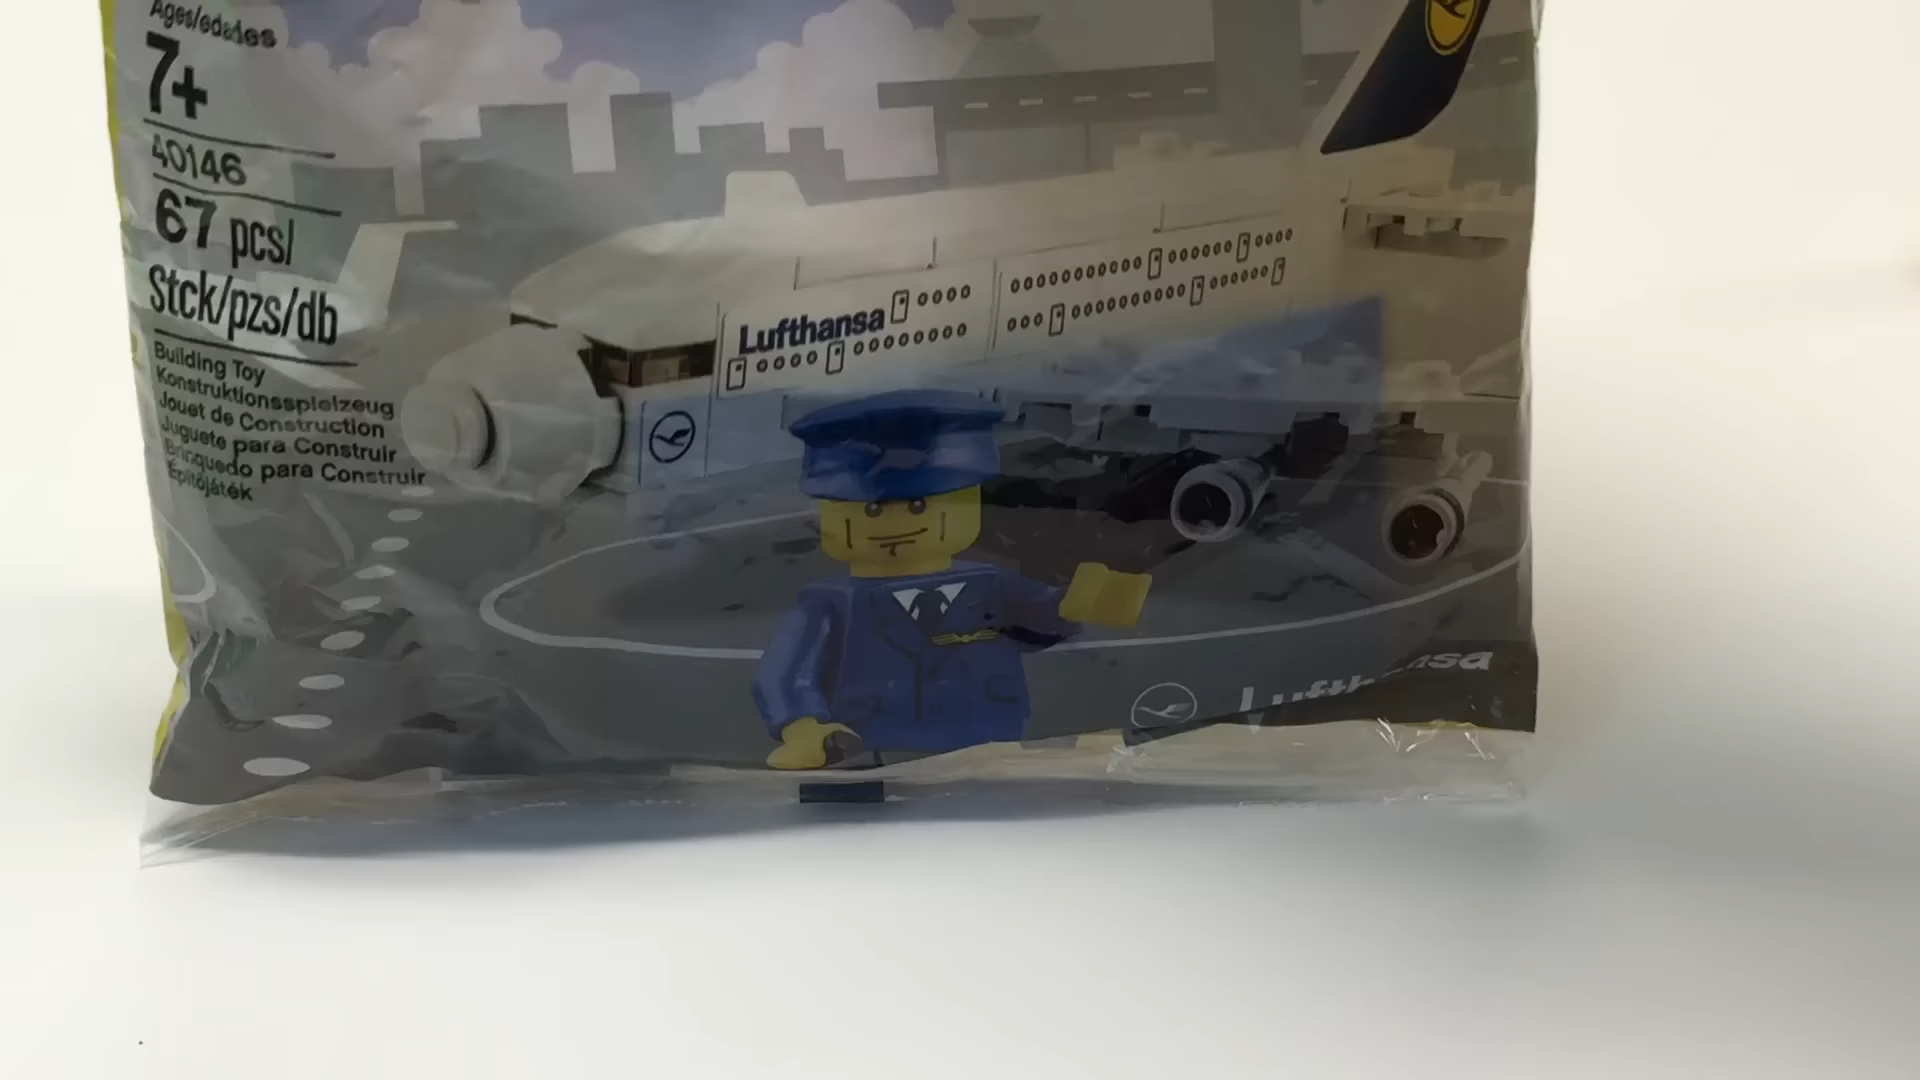 Ages/edades
7+
40146
67 pcs/
Stck/pzs/db
Building Toy
Konstruktionsspielzeug
Jouet de Construction
Juguete para Construir
Brinquedo para Construir
Építőjáték
Lufthansa
Lufthansa